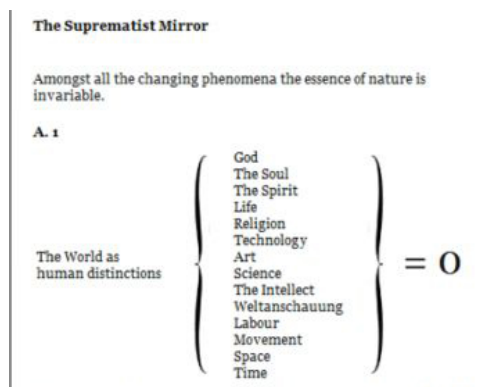 The Suprematist Mirror
Amongst all the changing phenomena the essence of nature is
invariable.
A. 1
The World as
human distinctions
God
The Soul
The Spirit
Life
Religion
Technology
Art
Science
The Intellect
Weltanschauung
Labour
Movement
Space
Time
= 0